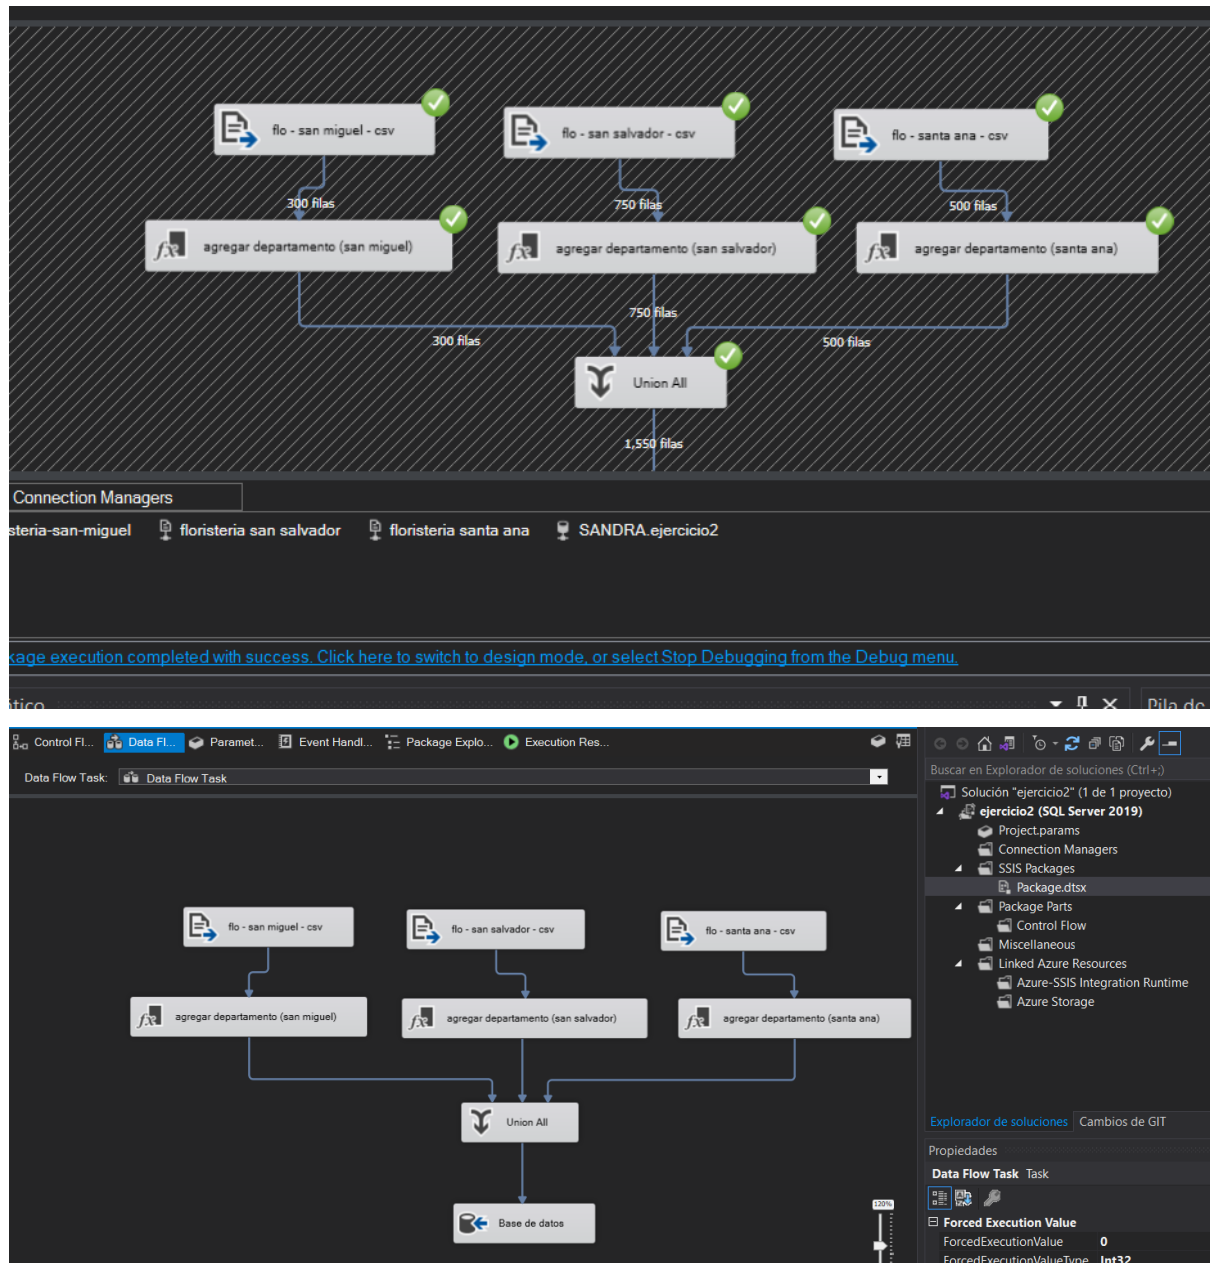 flo - san miguel - csv
flo - san salvador - csv
flo - santa ana - csv
300 filas
750 filas
500 filas
agregar departamento (san miguel)
agregar departamento (san salvador)
agregar departamento (santa ana)
750 filas
300 filas
500 filas
Union All
1,550 filas
Connection Managers
steria-san-miguel
floristeria san salvador
floristeria santa ana
SANDRA.ejercicio2
kage execution completed with success. Click here to switch to design mode, or select Stop Debugging from the Debug menu.
ático
Pila de
Control Fl...
Data Fl...
Paramet...
Event Handl...
Package Explo...
Execution Res...
Data Flow Task:
Data Flow Task
flo - san miguel - csv
flo - san salvador - csv
flo - santa ana - csv
agregar departamento (san miguel)
agregar departamento (san salvador)
agregar departamento (santa ana)
Union All
Base de datos
120%
Buscar en Explorador de soluciones (Ctrl+;)
Solución "ejercicio2" (1 de 1 proyecto)
ejercicio2 (SQL Server 2019)
Project.params
Connection Managers
SSIS Packages
Package.dtsx
Package Parts
Control Flow
Miscellaneous
Linked Azure Resources
Azure-SSIS Integration Runtime
Azure Storage
Explorador de soluciones
Cambios de GIT
Propiedades
Data Flow Task Task
Forced Execution Value
ForcedExecutionValue 0
ForcedExecutionValueType Int32